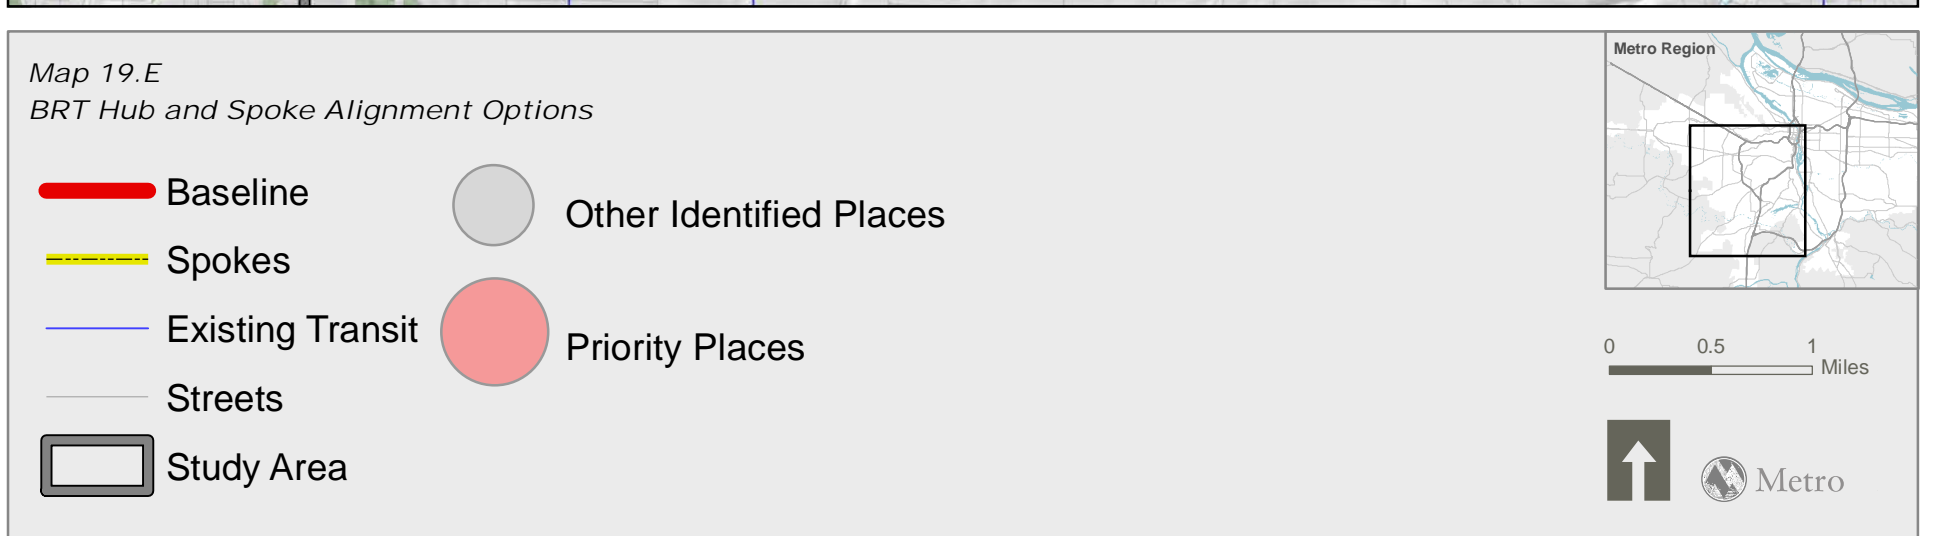 Map 19.E
BRT Hub and Spoke Alignment Options
Baseline
Spokes
Existing Transit
Streets
Study Area
Other Identified Places
Priority Places
Metro Region
0 0.5 1
Miles
Metro